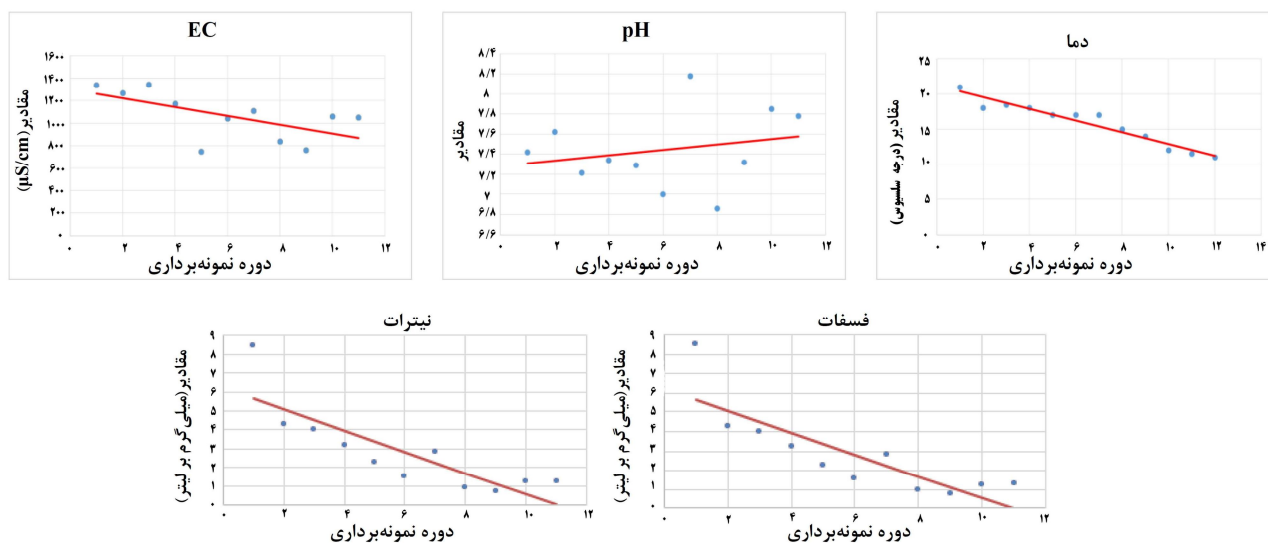 EC
مقادیر(µS/cm)
۱۶۰۰
۱۴۰۰
۱۲۰۰
۱۰۰۰
۸۰۰
۶۰۰
۴۰۰
۲۰۰
۰
۰ ۲ ۴ ۶ ۸ ۱۰ ۱۲
دوره نمونه‌برداری
pH
مقادیر
۸/۴
۸/۲
۸
۷/۸
۷/۶
۷/۴
۷/۲
۷
۶/۸
۶/۶
۰ ۲ ۴ ۶ ۸ ۱۰ ۱۲
دوره نمونه‌برداری
دما
مقادیر (درجه سلسیوس)
۲۵
۲۰
۱۵
۱۰
۵
۰
۰ ۲ ۴ ۶ ۸ ۱۰ ۱۲ ۱۴
دوره نمونه‌برداری
نیترات
مقادیر(میلی گرم بر لیتر)
۹
۸
۷
۶
۵
۴
۳
۲
۱
۰
۰ ۲ ۴ ۶ ۸ ۱۰ ۱۲
دوره نمونه‌برداری
فسفات
مقادیر(میلی گرم بر لیتر)
۹
۸
۷
۶
۵
۴
۳
۲
۱
۰
۰ ۲ ۴ ۶ ۸ ۱۰ ۱۲
دوره نمونه‌برداری